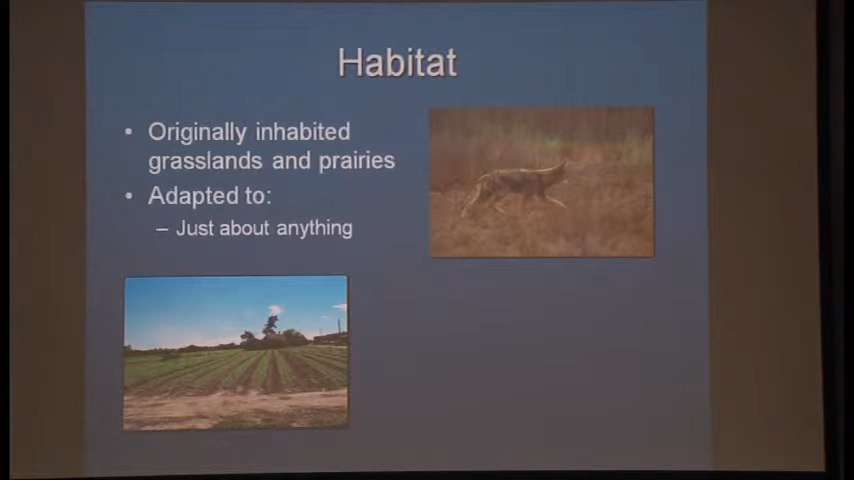 Habitat
• Originally inhabited
grasslands and prairies
• Adapted to:
– Just about anything